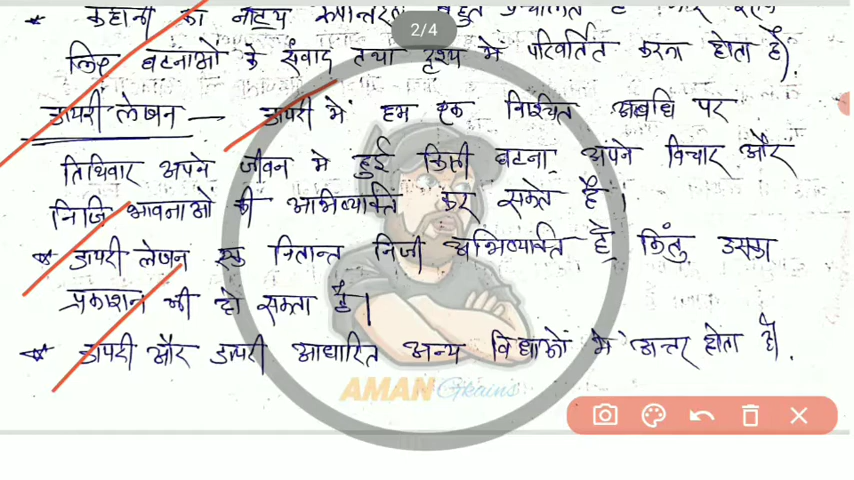 कहानी का नाट्य रूपान्तरण बहुत प्रचलित है
2/4
लिए घटनाओं के संवाद तथा दृश्य में परिवर्तित करना होता है।
डायरी लेखन — डायरी में हम एक निश्चित अवधि पर
तिथिवार अपने जीवन मे हुई किसी घटना अपने विचार और
निजि भावनाओं की अभिव्यक्ति कर सकते है।
डायरी लेखन एक नितान्त निजी अभिव्यक्ति है किंतु उसका
प्रकाशन भी हो सकता है।
डायरी और डायरी आधारित अन्य विधाओं मे अन्तर होता है।
AMAN